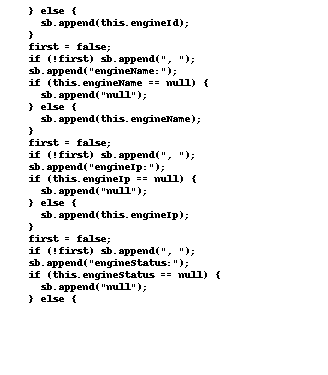 } else {
sb.append(this.engineId);
}
first = false;
if (!first) sb.append(", ");
sb.append("engineName:");
if (this.engineName == null) {
sb.append("null");
} else {
sb.append(this.engineName);
}
first = false;
if (!first) sb.append(", ");
sb.append("engineIp:");
if (this.engineIp == null) {
sb.append("null");
} else {
sb.append(this.engineIp);
}
first = false;
if (!first) sb.append(", ");
sb.append("engineStatus:");
if (this.engineStatus == null) {
sb.append("null");
} else {